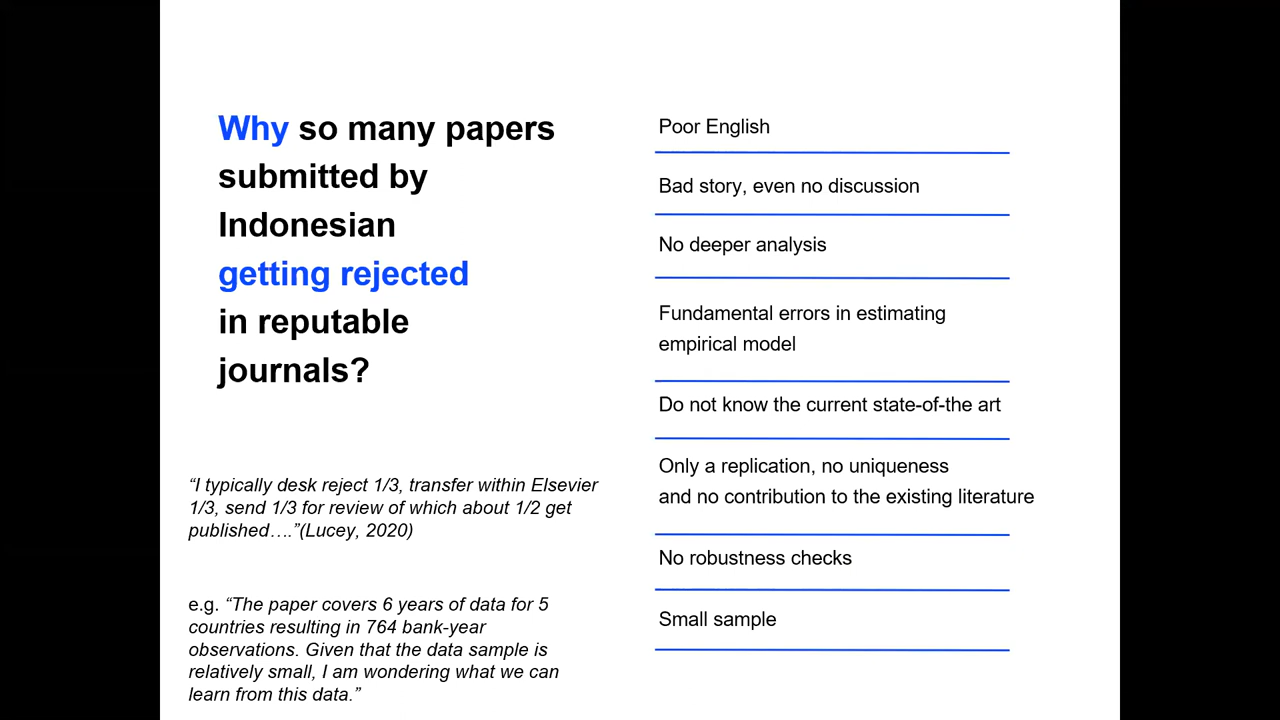 Why so many papers
submitted by
Indonesian
getting rejected
in reputable
journals?
“I typically desk reject 1/3, transfer within Elsevier
1/3, send 1/3 for review of which about 1/2 get
published….”(Lucey, 2020)
e.g. “The paper covers 6 years of data for 5
countries resulting in 764 bank-year
observations. Given that the data sample is
relatively small, I am wondering what we can
learn from this data.”
Poor English
Bad story, even no discussion
No deeper analysis
Fundamental errors in estimating
empirical model
Do not know the current state-of-the art
Only a replication, no uniqueness
and no contribution to the existing literature
No robustness checks
Small sample